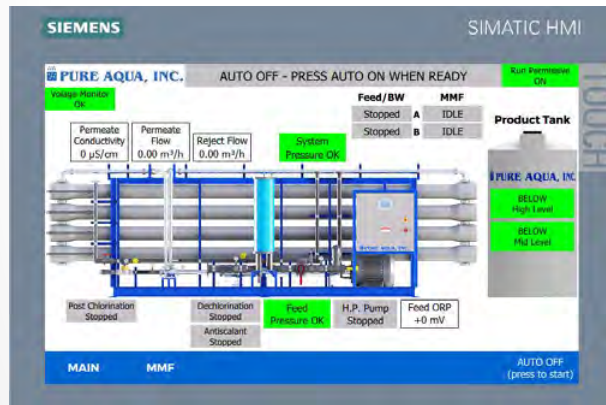 SIEMENS
SIMATIC HMI
TOUCH
PURE AQUA, INC.
AUTO OFF - PRESS AUTO ON WHEN READY
Run Permissive
ON
Volage Monitor
OK
Feed/BW MMF
Stopped A IDLE
Stopped B IDLE
Product Tank
Permeate
Conductivity
0 µS/cm
Permeate
Flow
0.00 m³/h
Reject Flow
0.00 m³/h
System
Pressure OK
PURE AQUA, INC
BELOW
High Level
BELOW
Mid Level
PURE AQUA, INC.
Post Chlorination
Stopped
Dechlorination
Stopped
Antiscalant
Stopped
Feed
Pressure OK
H.P. Pump
Stopped
Feed ORP
+0 mV
MAIN
MMF
AUTO OFF
(press to start)